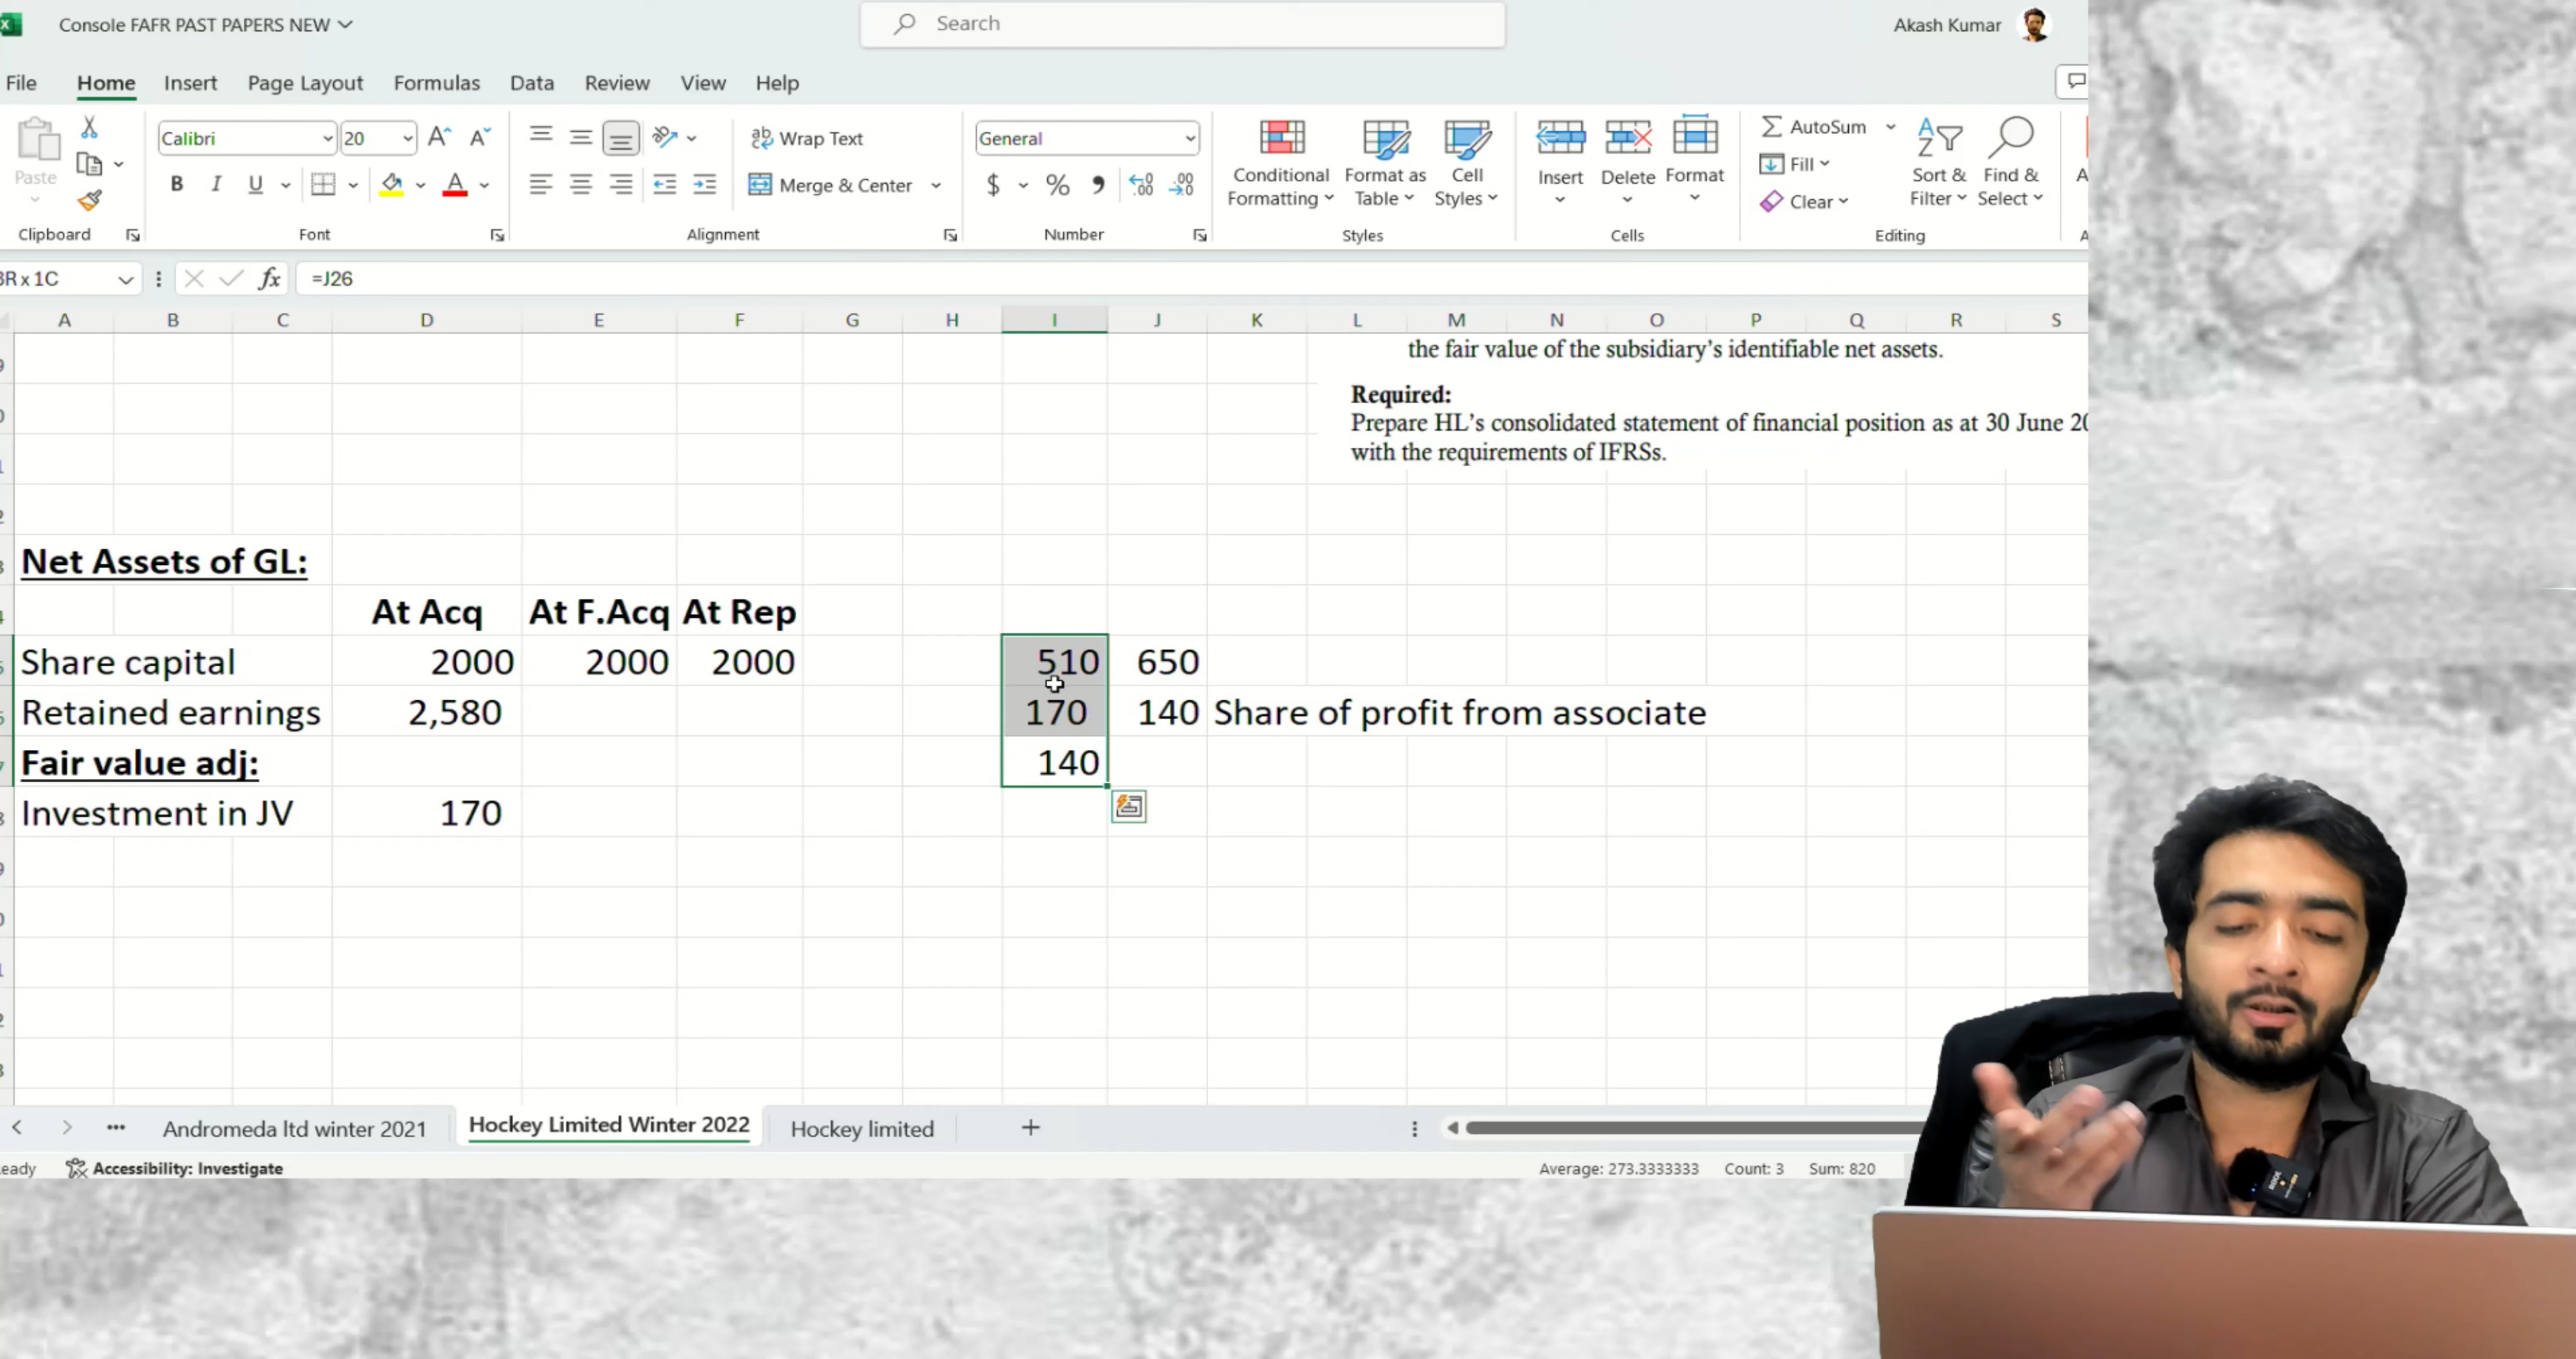 Console FAFR PAST PAPERS NEW
Search
Akash Kumar
File Home Insert Page Layout Formulas Data Review View Help
Paste
Calibri 20
B I U
Wrap Text
Merge & Center
General
$ % 9
Conditional Formatting
Format as Table
Cell Styles
Insert
Delete
Format
AutoSum
Fill
Clear
Sort & Filter
Find & Select
Clipboard Font Alignment Number Styles Cells Editing
3R x 1C fx =J26
A B C D E F G H I J K L M N O P Q R S
the fair value of the subsidiary's identifiable net assets.
Required:
Prepare HL's consolidated statement of financial position as at 30 June 20
with the requirements of IFRSs.
Net Assets of GL:
At Acq At F.Acq At Rep
Share capital 2000 2000 2000 510 650
Retained earnings 2,580 170 140 Share of profit from associate
Fair value adj: 140
Investment in JV 170
Andromeda ltd winter 2021 Hockey Limited Winter 2022 Hockey limited
eady Accessibility: Investigate Average: 273.3333333 Count: 3 Sum: 820